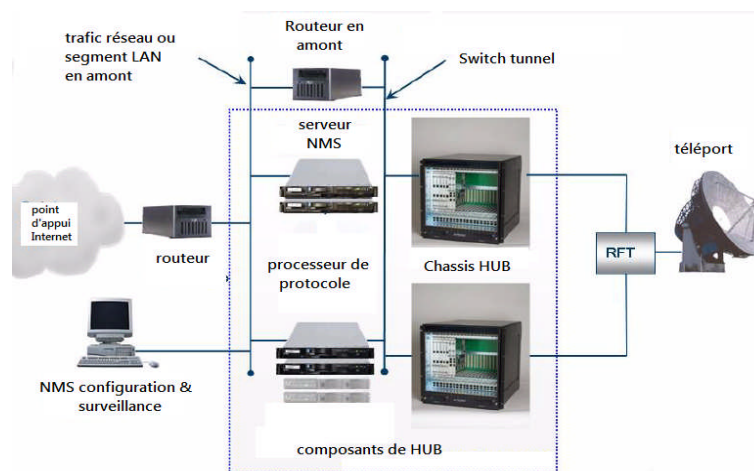 trafic réseau ou
segment LAN
en amont
Routeur en
amont
Switch tunnel
serveur
NMS
téléport
point
d'appui
Internet
routeur
processeur de
protocole
Chassis HUB
RFT
NMS configuration &
surveillance
composants de HUB